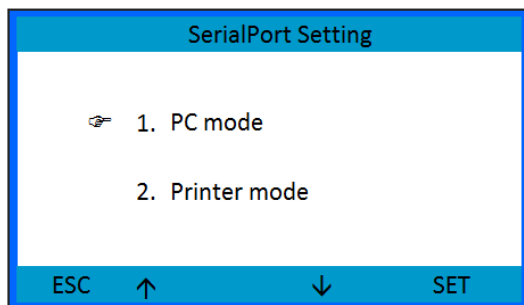 SerialPort Setting
☞ 1. PC mode
2. Printer mode
ESC ↑ ↓ SET